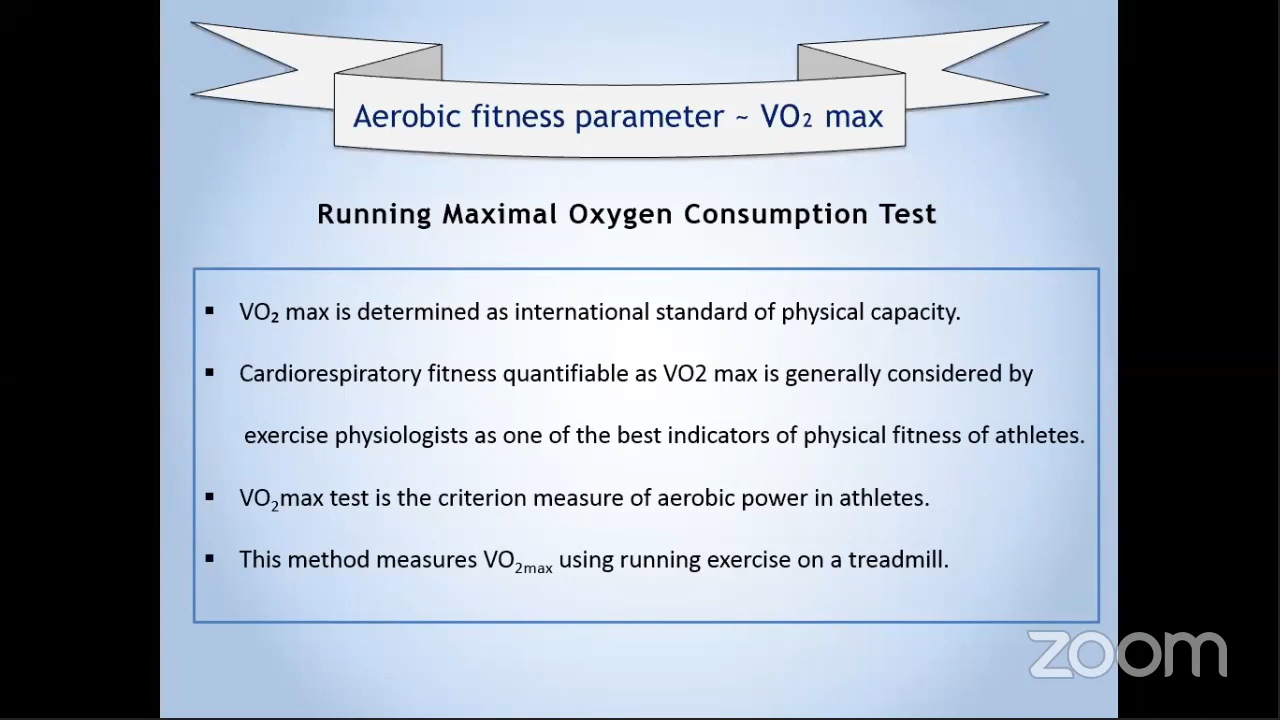 Aerobic fitness parameter ~ VO₂ max
Running Maximal Oxygen Consumption Test
▪ VO₂ max is determined as international standard of physical capacity.
▪ Cardiorespiratory fitness quantifiable as VO2 max is generally considered by
exercise physiologists as one of the best indicators of physical fitness of athletes.
▪ VO₂max test is the criterion measure of aerobic power in athletes.
▪ This method measures VO₂ₘₐₓ using running exercise on a treadmill.
zoom